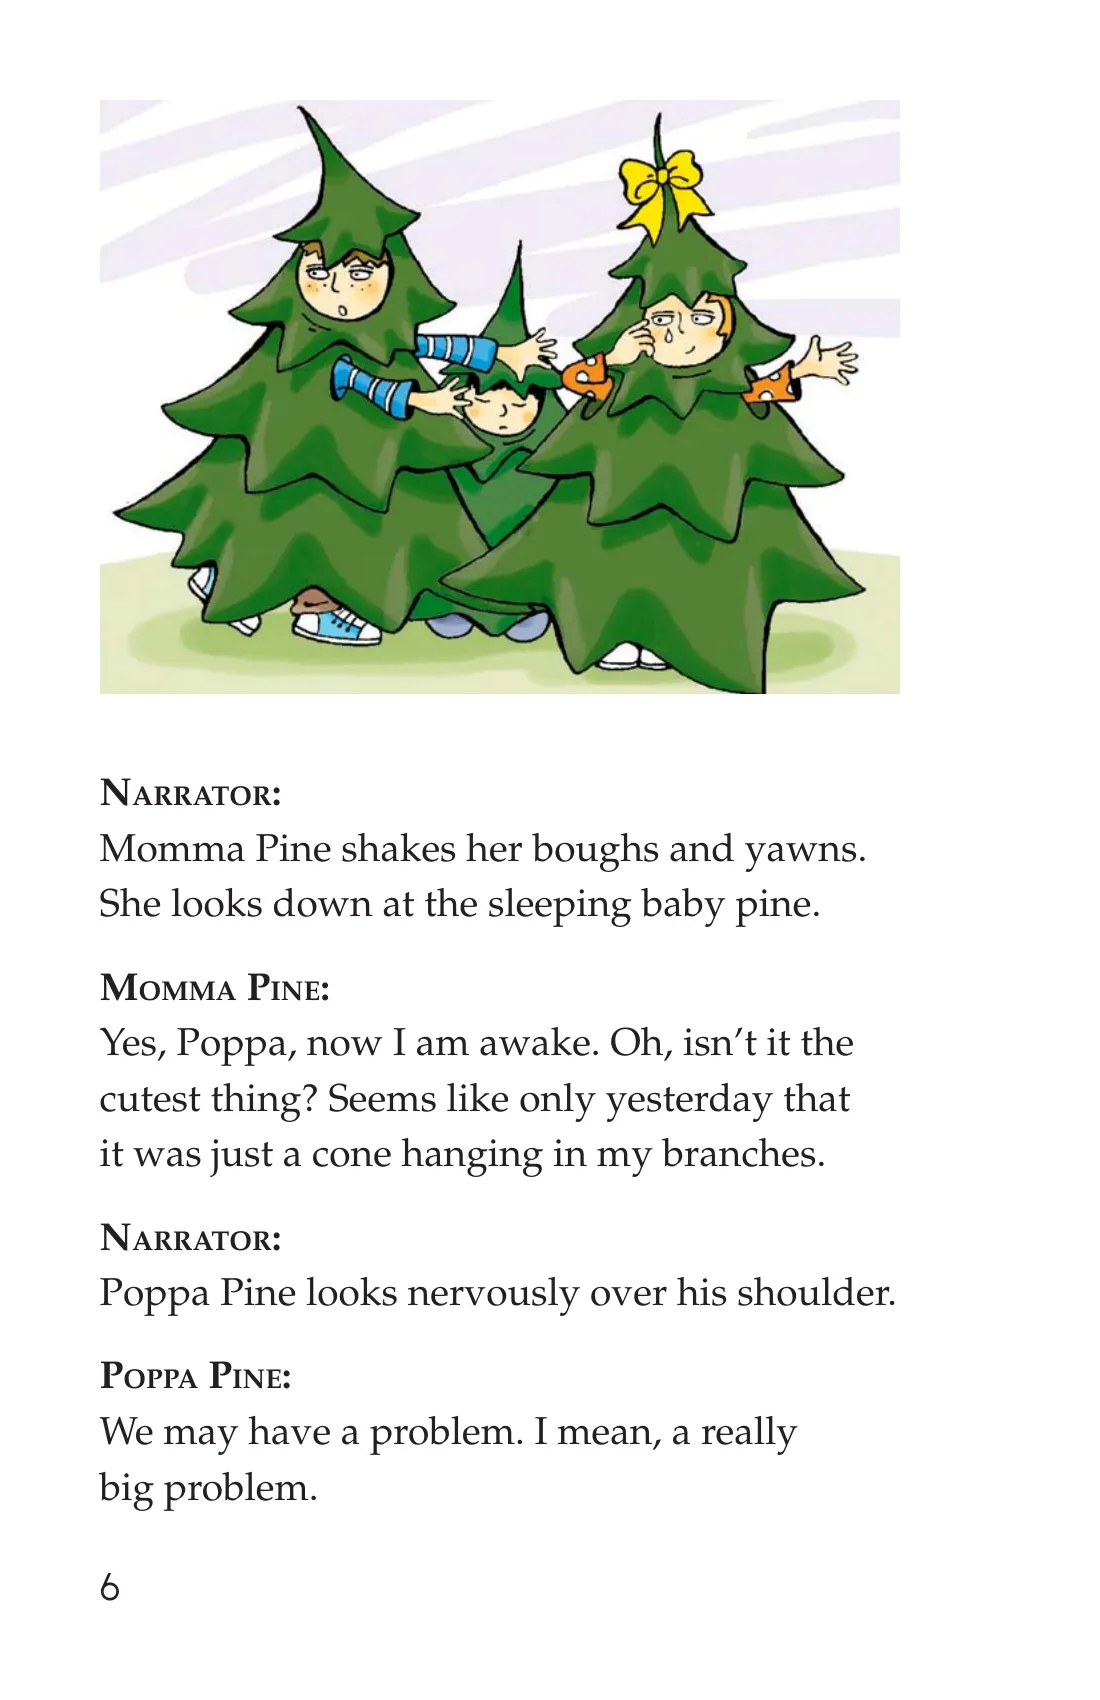 Narrator:
Momma Pine shakes her boughs and yawns.
She looks down at the sleeping baby pine.
Momma Pine:
Yes, Poppa, now I am awake. Oh, isn’t it the
cutest thing? Seems like only yesterday that
it was just a cone hanging in my branches.
Narrator:
Poppa Pine looks nervously over his shoulder.
Poppa Pine:
We may have a problem. I mean, a really
big problem.
6